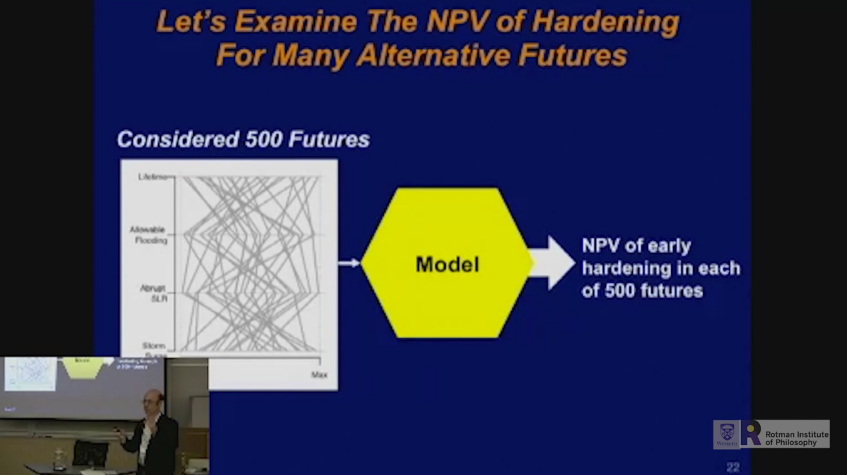 Let's Examine The NPV of Hardening
For Many Alternative Futures
Considered 500 Futures
Lifetime
Allowable
Flooding
Abrupt
SLR
Storm
Max
Model
NPV of early
hardening in each
of 500 futures
Rotman Institute
of Philosophy
22